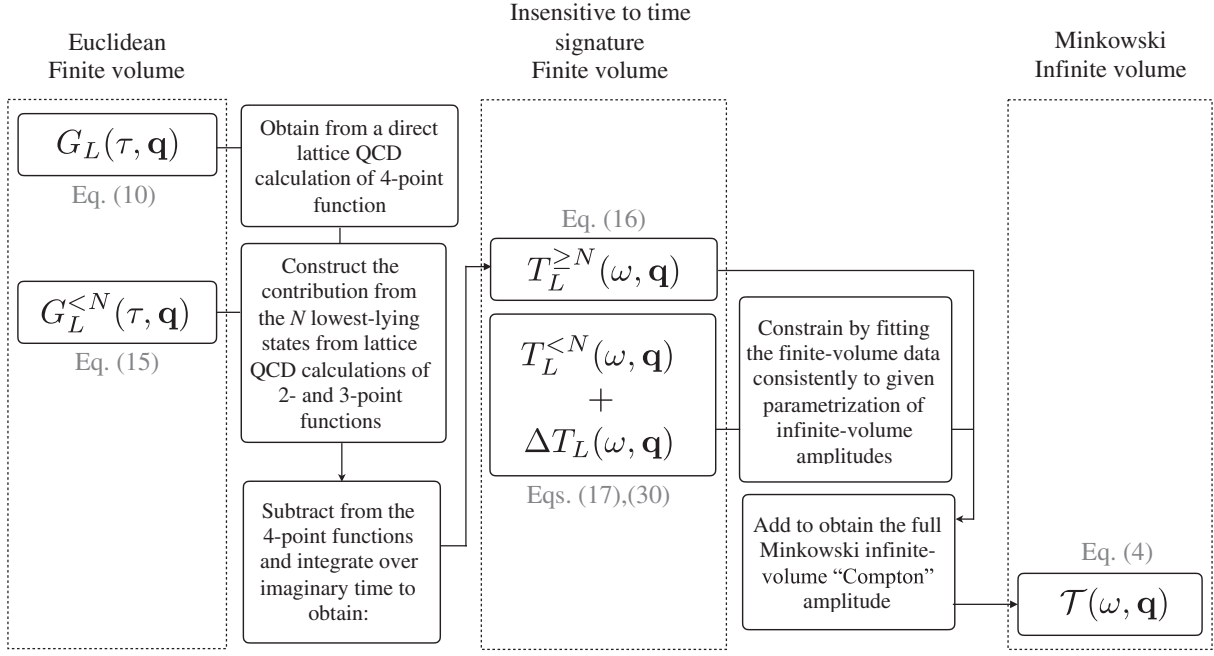 Euclidean
Finite volume
G_L(τ, q)
Eq. (10)
G_L^{<N}(τ, q)
Eq. (15)
Obtain from a direct
lattice QCD
calculation of 4-point
function
Construct the
contribution from
the N lowest-lying
states from lattice
QCD calculations of
2- and 3-point
functions
Subtract from the
4-point functions
and integrate over
imaginary time to
obtain:
Insensitive to time
signature
Finite volume
Eq. (16)
T_L^{≥N}(ω, q)
T_L^{<N}(ω, q)
+
ΔT_L(ω, q)
Eqs. (17),(30)
Constrain by fitting
the finite-volume data
consistently to given
parametrization of
infinite-volume
amplitudes
Add to obtain the full
Minkowski infinite-
volume “Compton”
amplitude
Minkowski
Infinite volume
Eq. (4)
𝒯(ω, q)